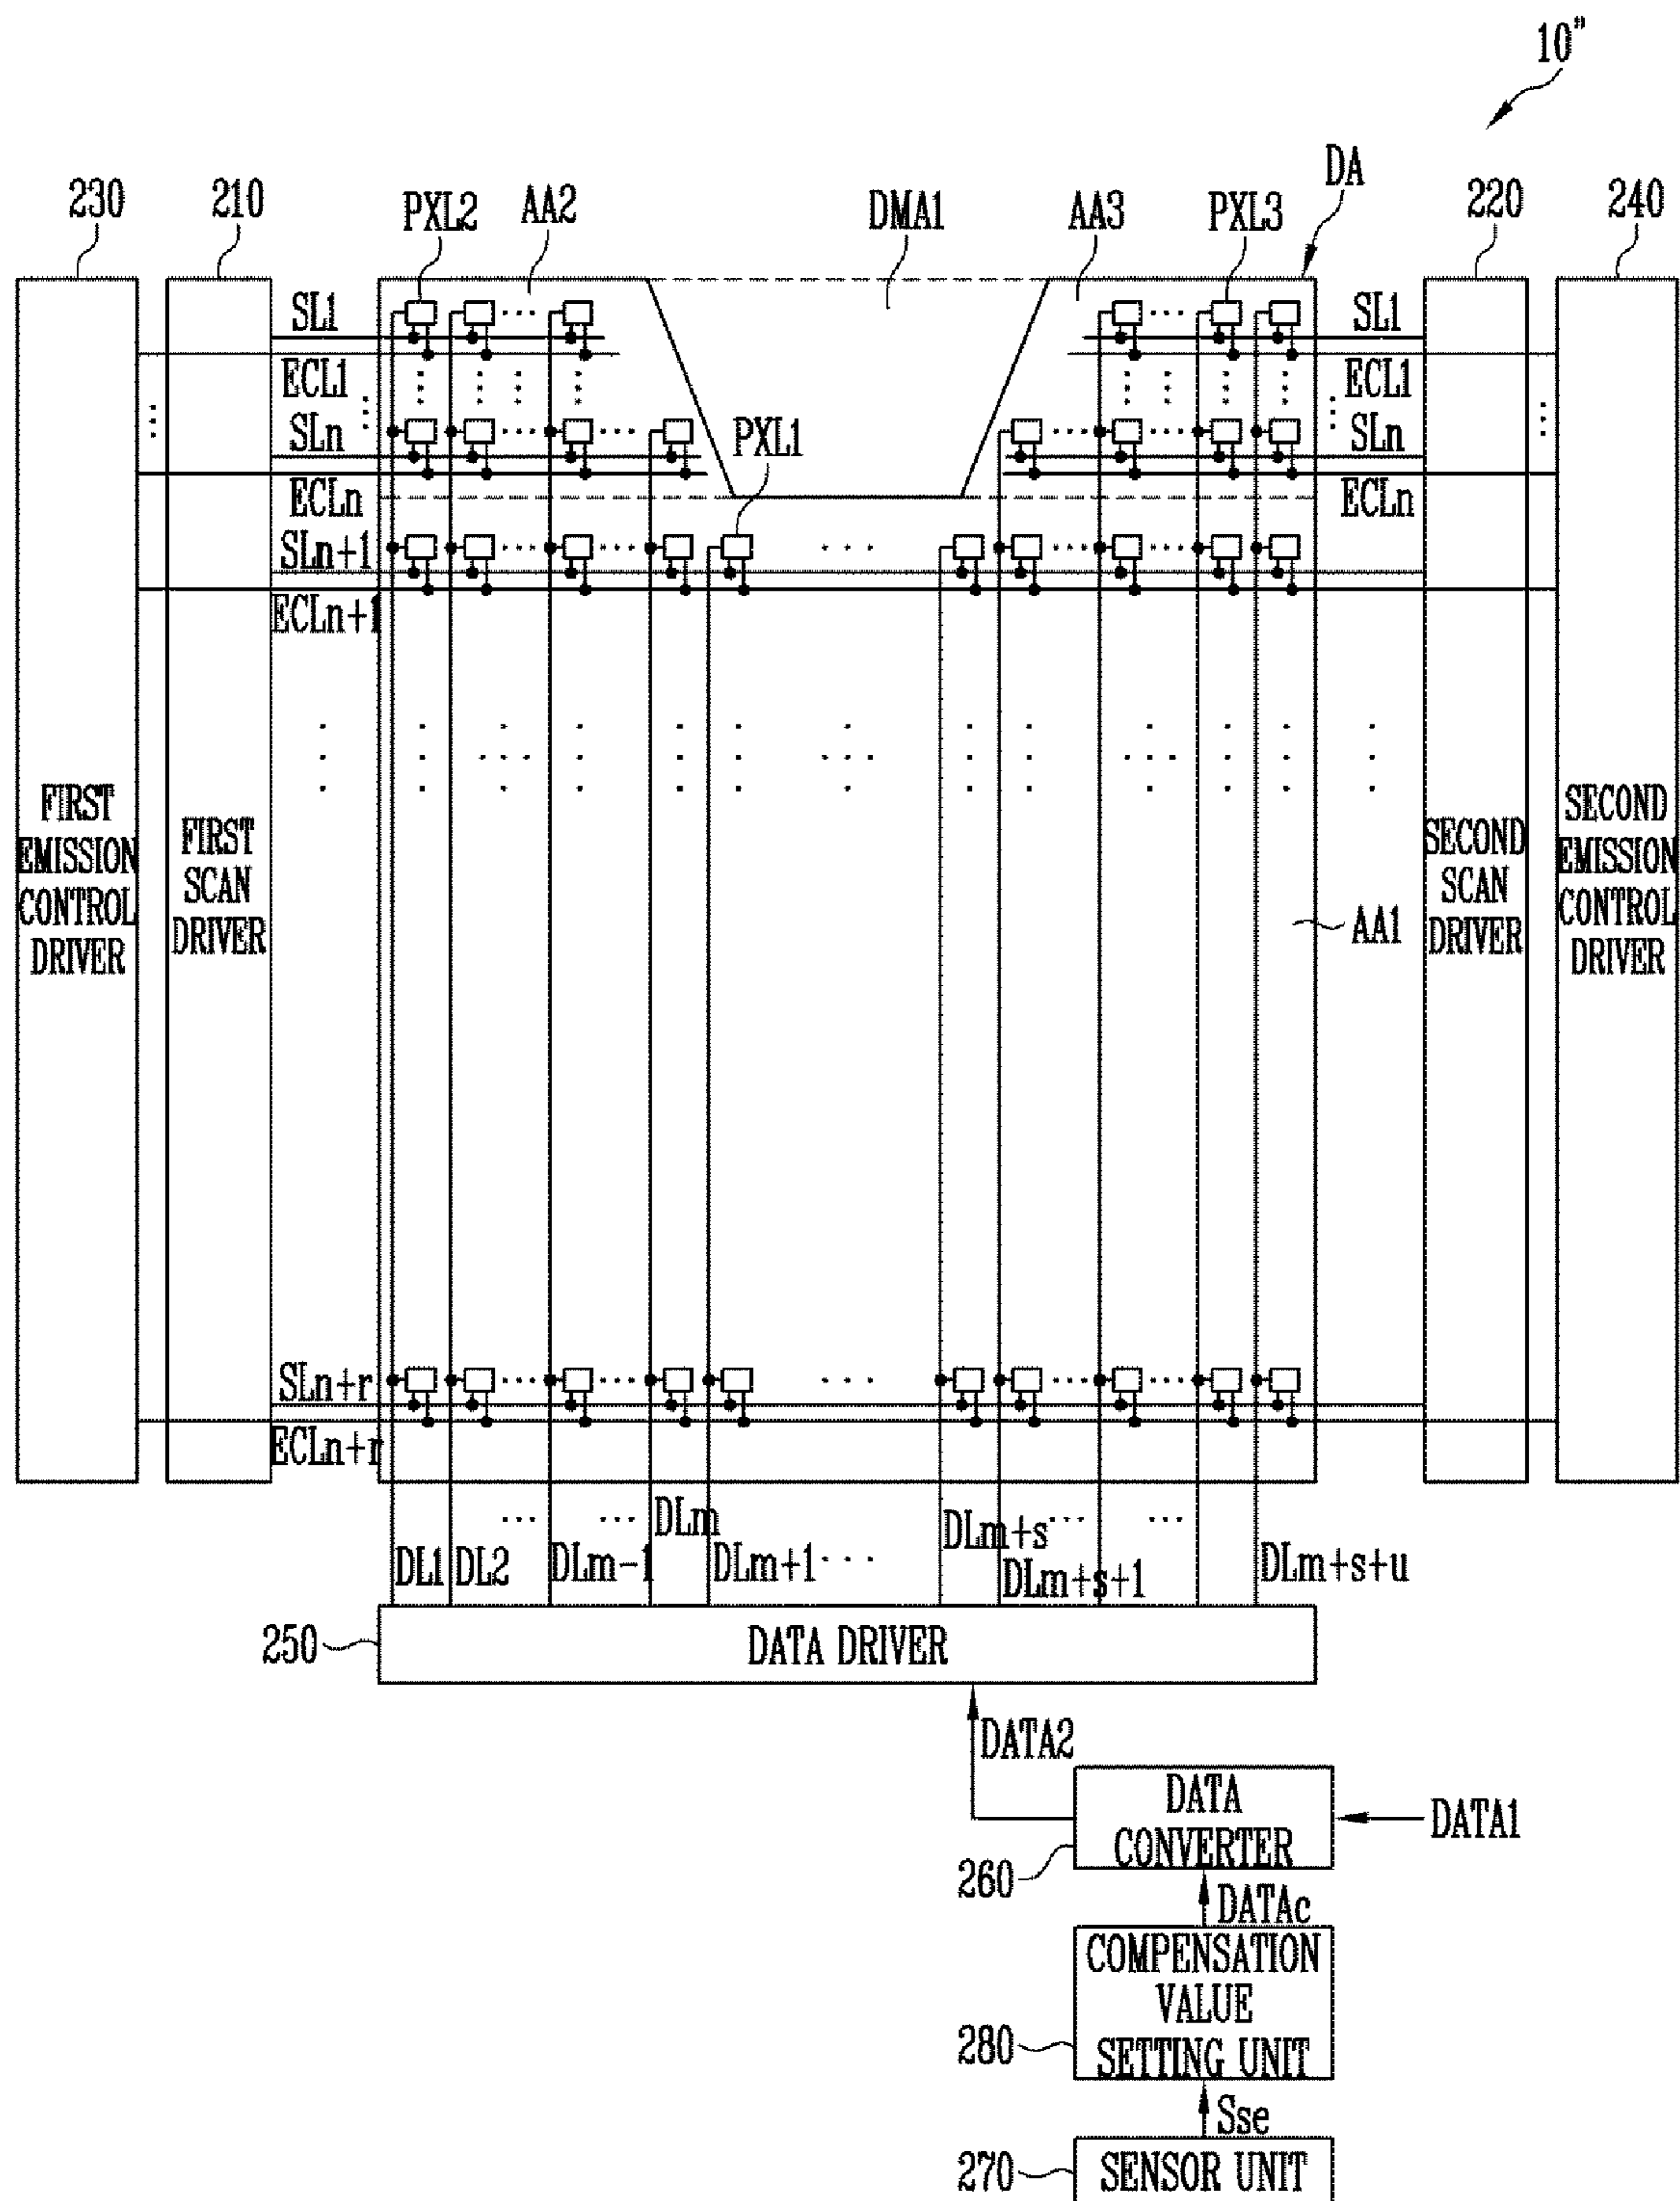 10"
230
210
PXL2
AA2
DMA1
AA3
PXL3
DA
220
240
SL1
SL1
ECL1
ECL1
SLn
SLn
PXL1
ECLn
ECLn
SLn+1
ECLn+1
FIRST
EMISSION
CONTROL
DRIVER
FIRST
SCAN
DRIVER
SECOND
SCAN
DRIVER
SECOND
EMISSION
CONTROL
DRIVER
AA1
SLn+r
ECLn+r
DL1
DL2
DLm-1
DLm
DLm+1
DLm+s
DLm+s+1
DLm+s+u
250
DATA DRIVER
DATA2
DATA
CONVERTER
DATA1
260
DATAc
COMPENSATION
VALUE
SETTING UNIT
280
Sse
270
SENSOR UNIT